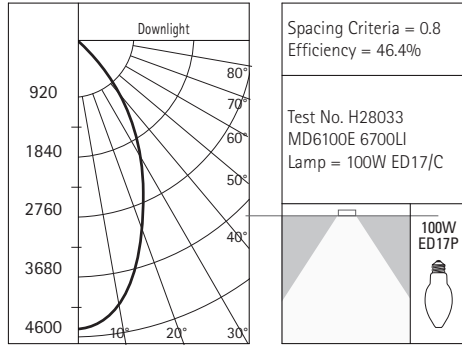 Downlight
80°
920
70°
60°
1840
50°
2760
40°
3680
4600
10°
20°
30°
Spacing Criteria = 0.8
Efficiency = 46.4%
Test No. H28033
MD6100E 6700LI
Lamp = 100W ED17/C
100W
ED17P